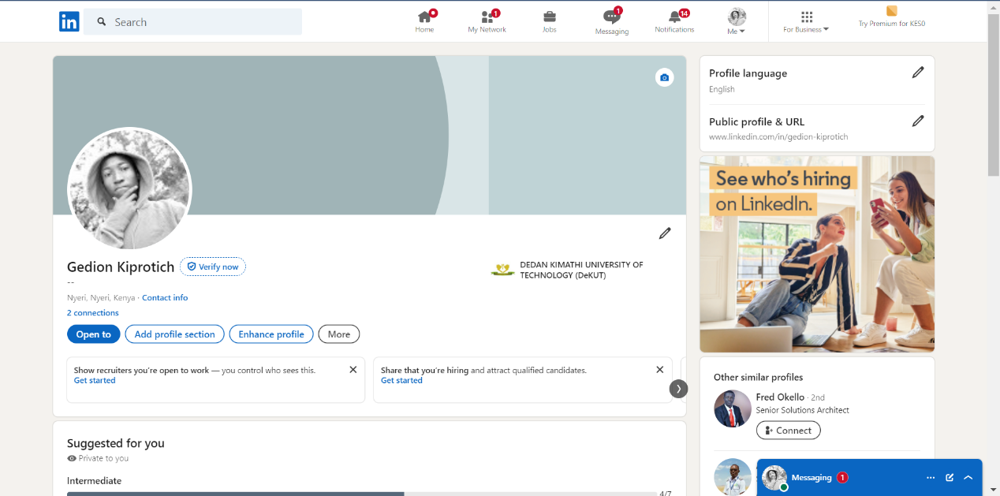 in
Search
Home
1
My Network
Jobs
1
Messaging
14
Notifications
Me
For Business
Try Premium for KES0
Gedion Kiprotich
Verify now
--
Nyeri, Nyeri, Kenya · Contact info
2 connections
DEDAN KIMATHI UNIVERSITY OF
TECHNOLOGY (DeKUT)
Open to
Add profile section
Enhance profile
More
Show recruiters you're open to work — you control who sees this.
Get started
Share that you're hiring and attract qualified candidates.
Get started
Suggested for you
Private to you
Intermediate
4/7
Profile language
English
Public profile & URL
www.linkedin.com/in/gedion-kiprotich
See who's hiring
on LinkedIn.
Other similar profiles
Fred Okello · 2nd
Senior Solutions Architect
Connect
Messaging 1